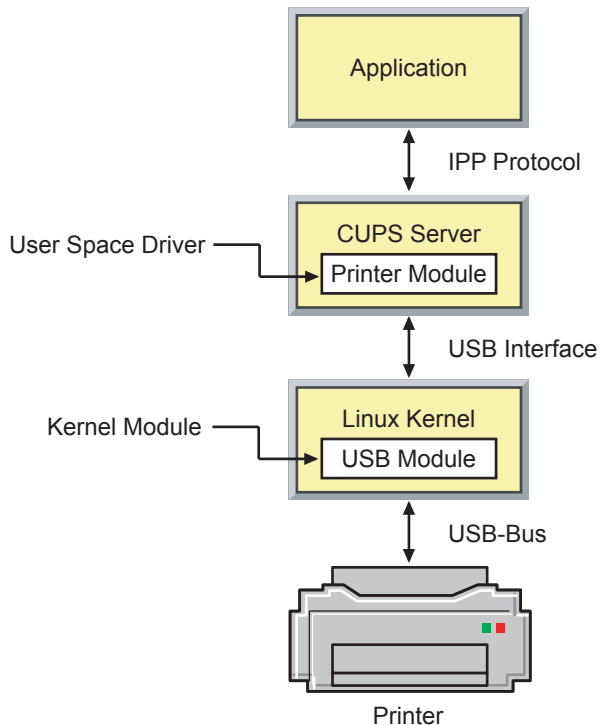 Application
IPP Protocol
CUPS Server
User Space Driver
Printer Module
USB Interface
Linux Kernel
Kernel Module
USB Module
USB-Bus
Printer